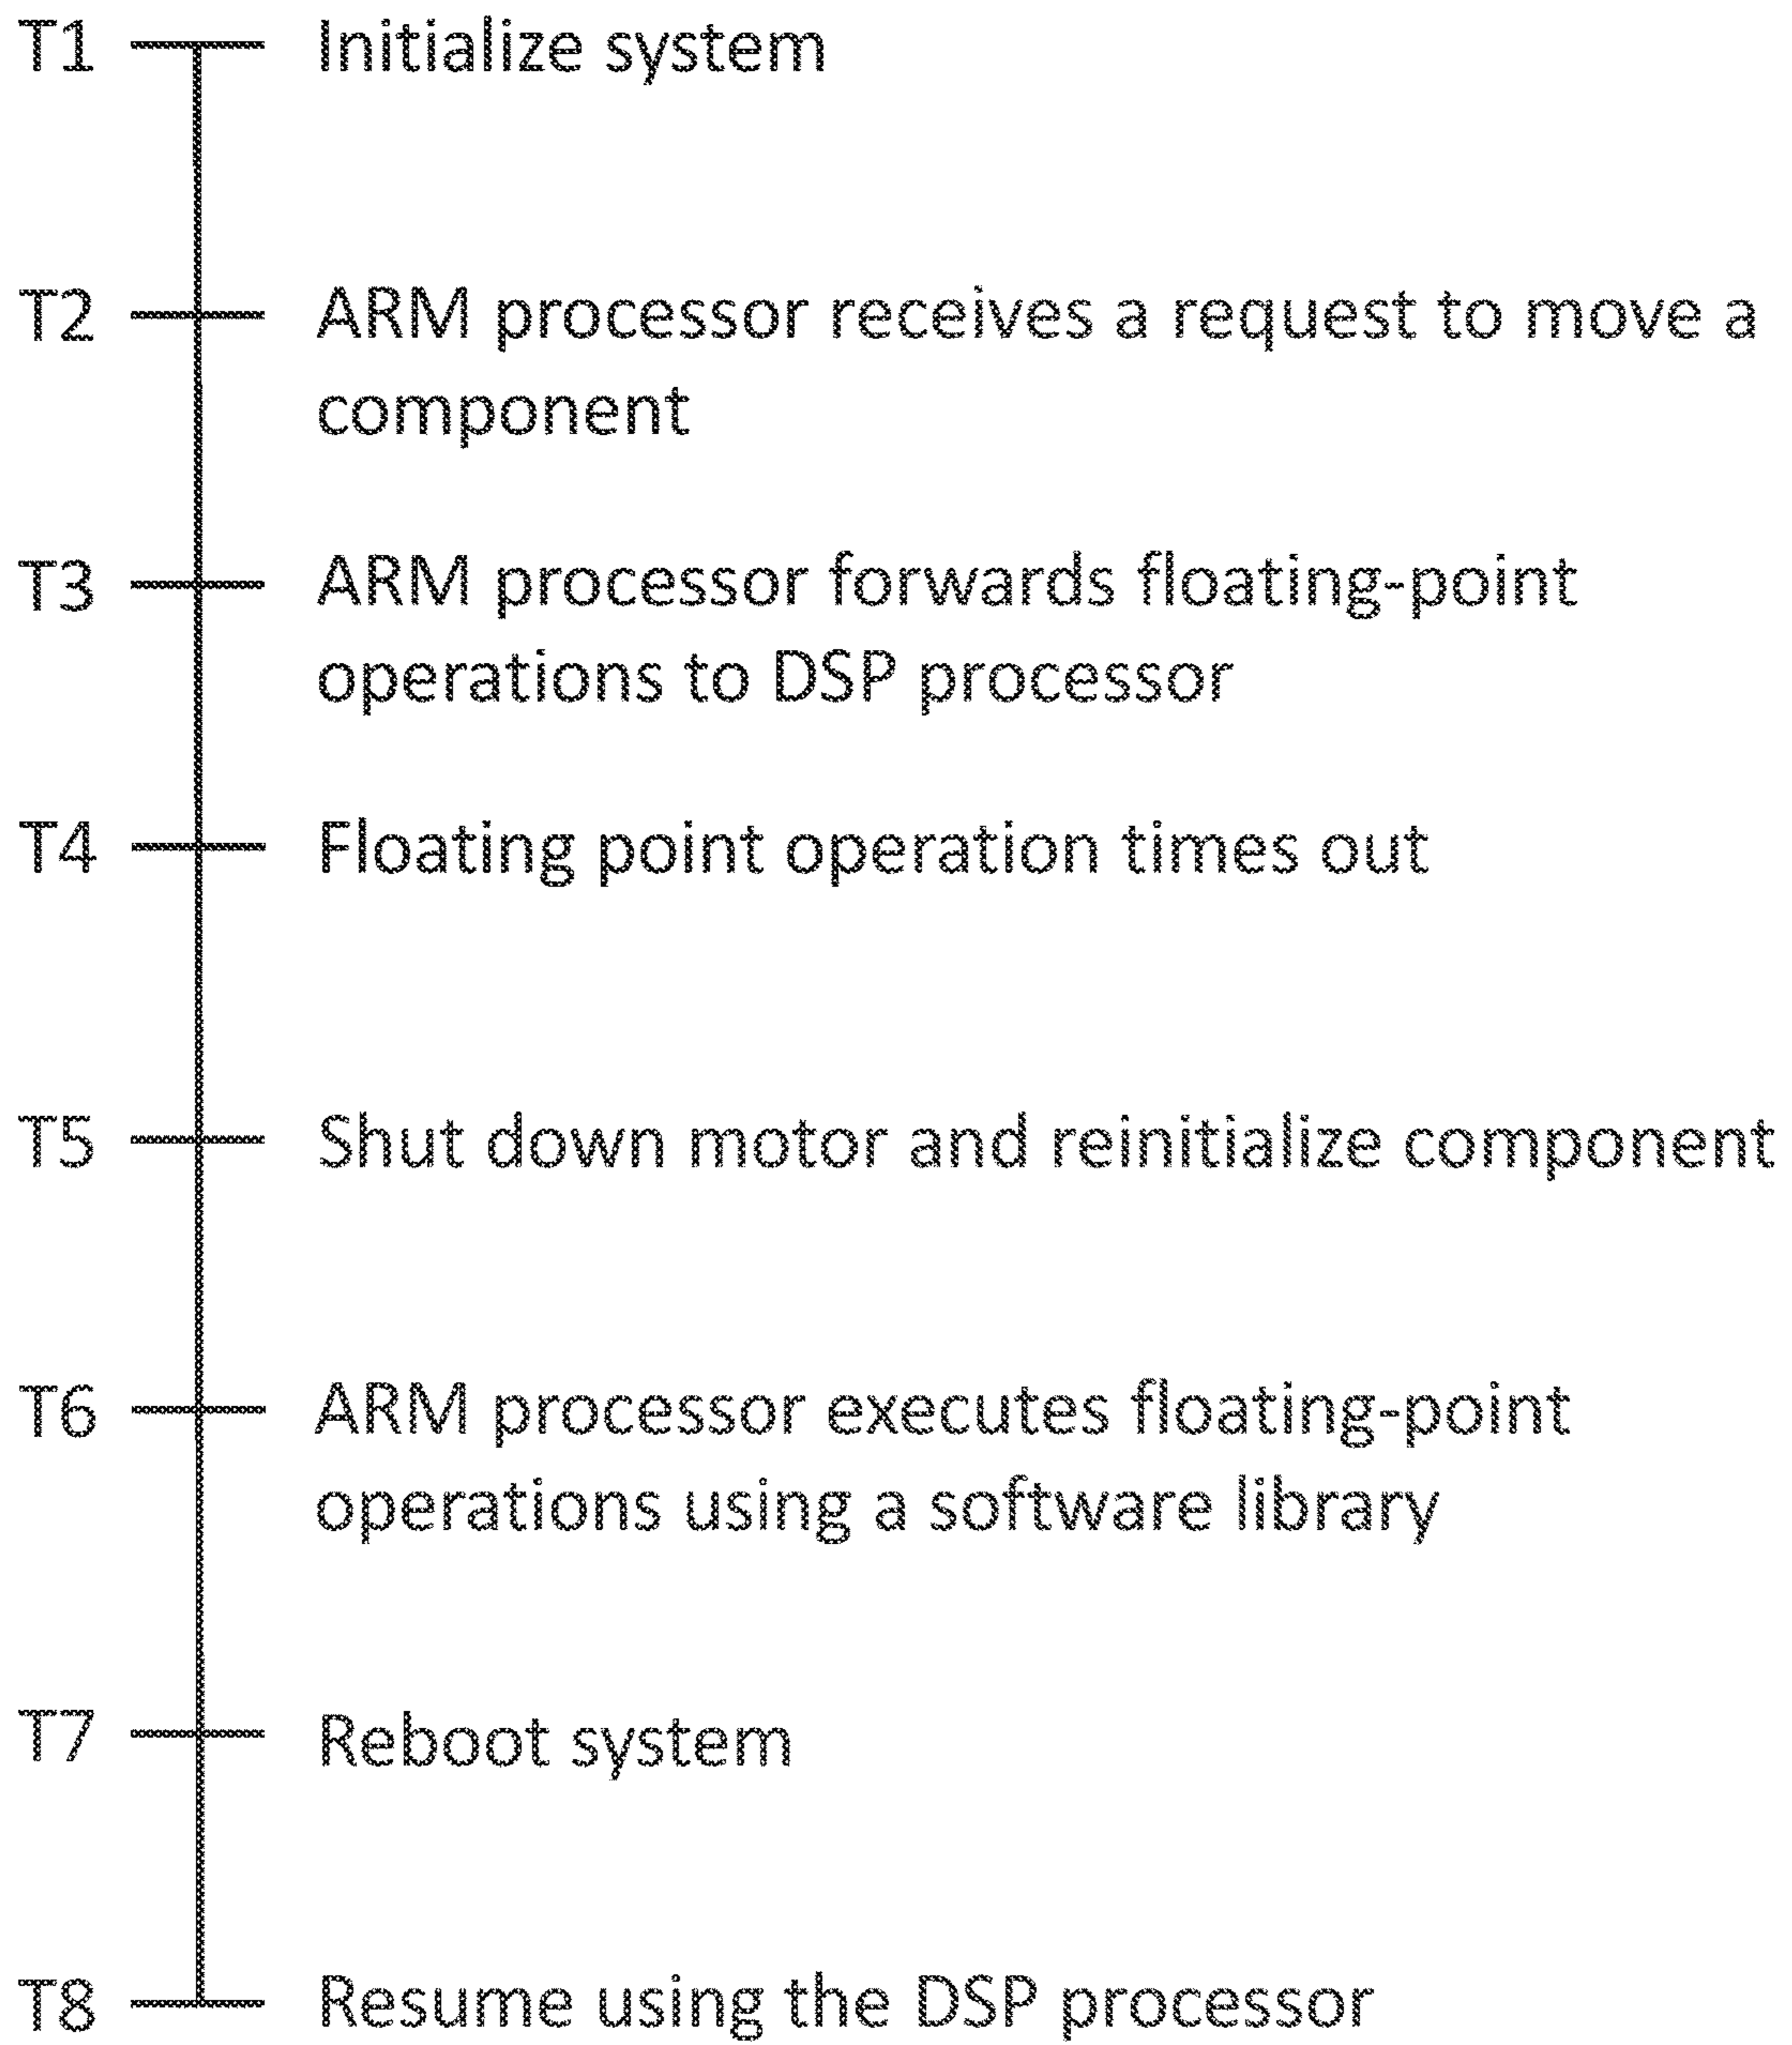 T1 Initialize system
T2 ARM processor receives a request to move a
component
T3 ARM processor forwards floating-point
operations to DSP processor
T4 Floating point operation times out
T5 Shut down motor and reinitialize component
T6 ARM processor executes floating-point
operations using a software library
T7 Reboot system
T8 Resume using the DSP processor